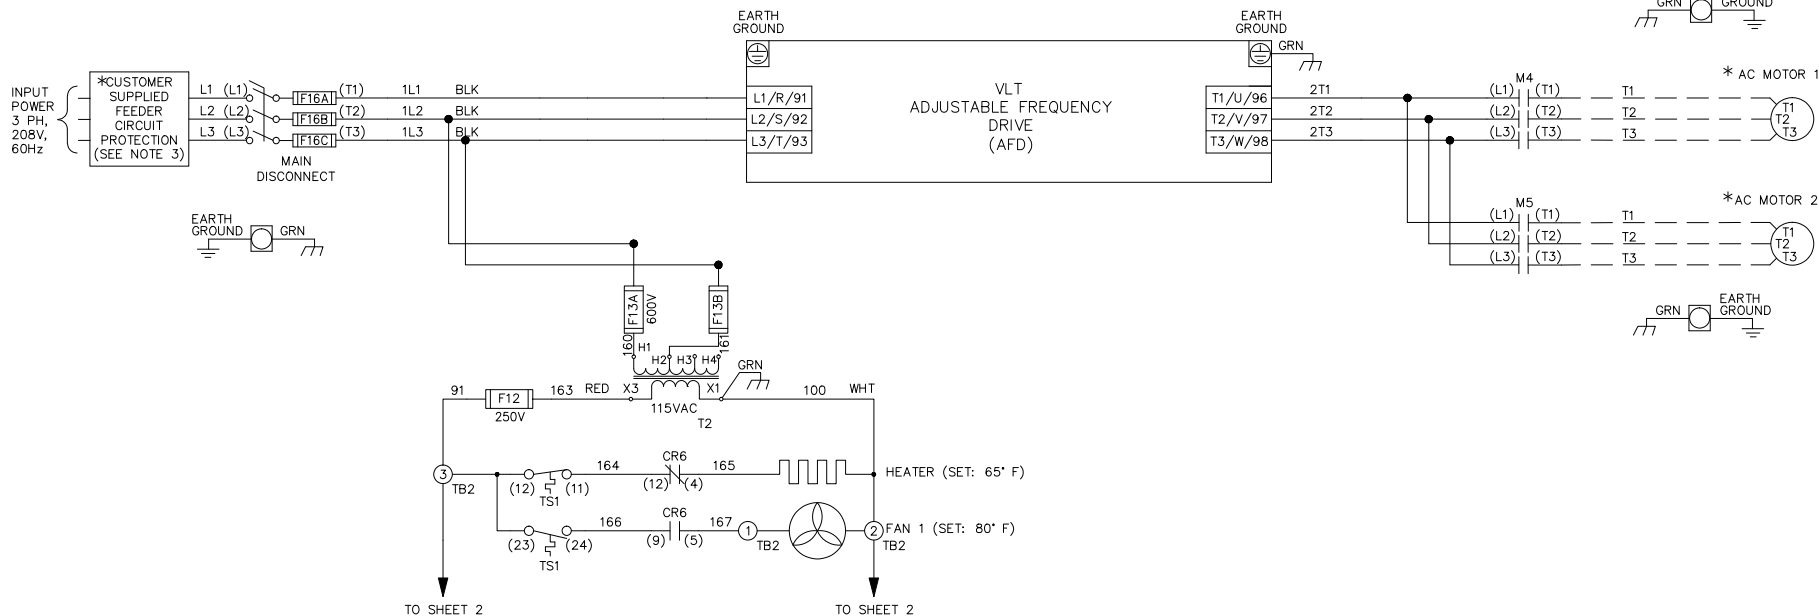 GRN
GROUND
EARTH
GROUND
EARTH
GROUND
GRN
INPUT
POWER
3 PH,
208V,
60Hz
*CUSTOMER
SUPPLIED
FEEDER
CIRCUIT
PROTECTION
(SEE NOTE 3)
L1 (L1) F16A (T1) 1L1 BLK
L2 (L2) F16B (T2) 1L2 BLK
L3 (L3) F16C (T3) 1L3 BLK
MAIN
DISCONNECT
L1/R/91
L2/S/92
L3/T/93
VLT
ADJUSTABLE FREQUENCY
DRIVE
(AFD)
T1/U/96
T2/V/97
T3/W/98
2T1
2T2
2T3
M4
(L1) (T1) T1
(L2) (T2) T2
(L3) (T3) T3
* AC MOTOR 1
T1
T2
T3
M5
(L1) (T1) T1
(L2) (T2) T2
(L3) (T3) T3
*AC MOTOR 2
T1
T2
T3
EARTH
GROUND GRN
GRN EARTH
GROUND
F13A
600V
F13B
160
161
H1 H2 H3 H4
GRN
91 F12 163 RED X3 X1 100 WHT
250V
115VAC
T2
3
TB2
(12) (11)
TS1
164
CR6
(12) (4)
165
HEATER (SET: 65° F)
(23) (24)
TS1
166
CR6
(9) (5)
167
1
TB2
2
TB2
FAN 1 (SET: 80° F)
TO SHEET 2
TO SHEET 2